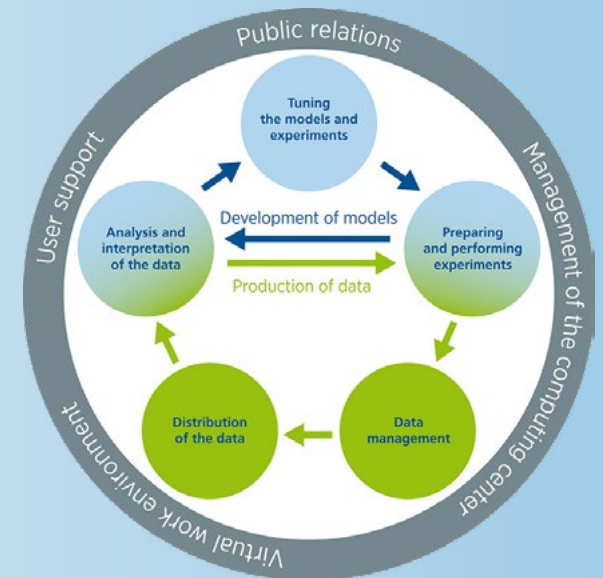 Public relations
Tuning
the models and
experiments
User support
Management of the computing center
Analysis and
interpretation
of the data
Development of models
Production of data
Preparing
and performing
experiments
Distribution
of the data
Data
management
Virtual work environment